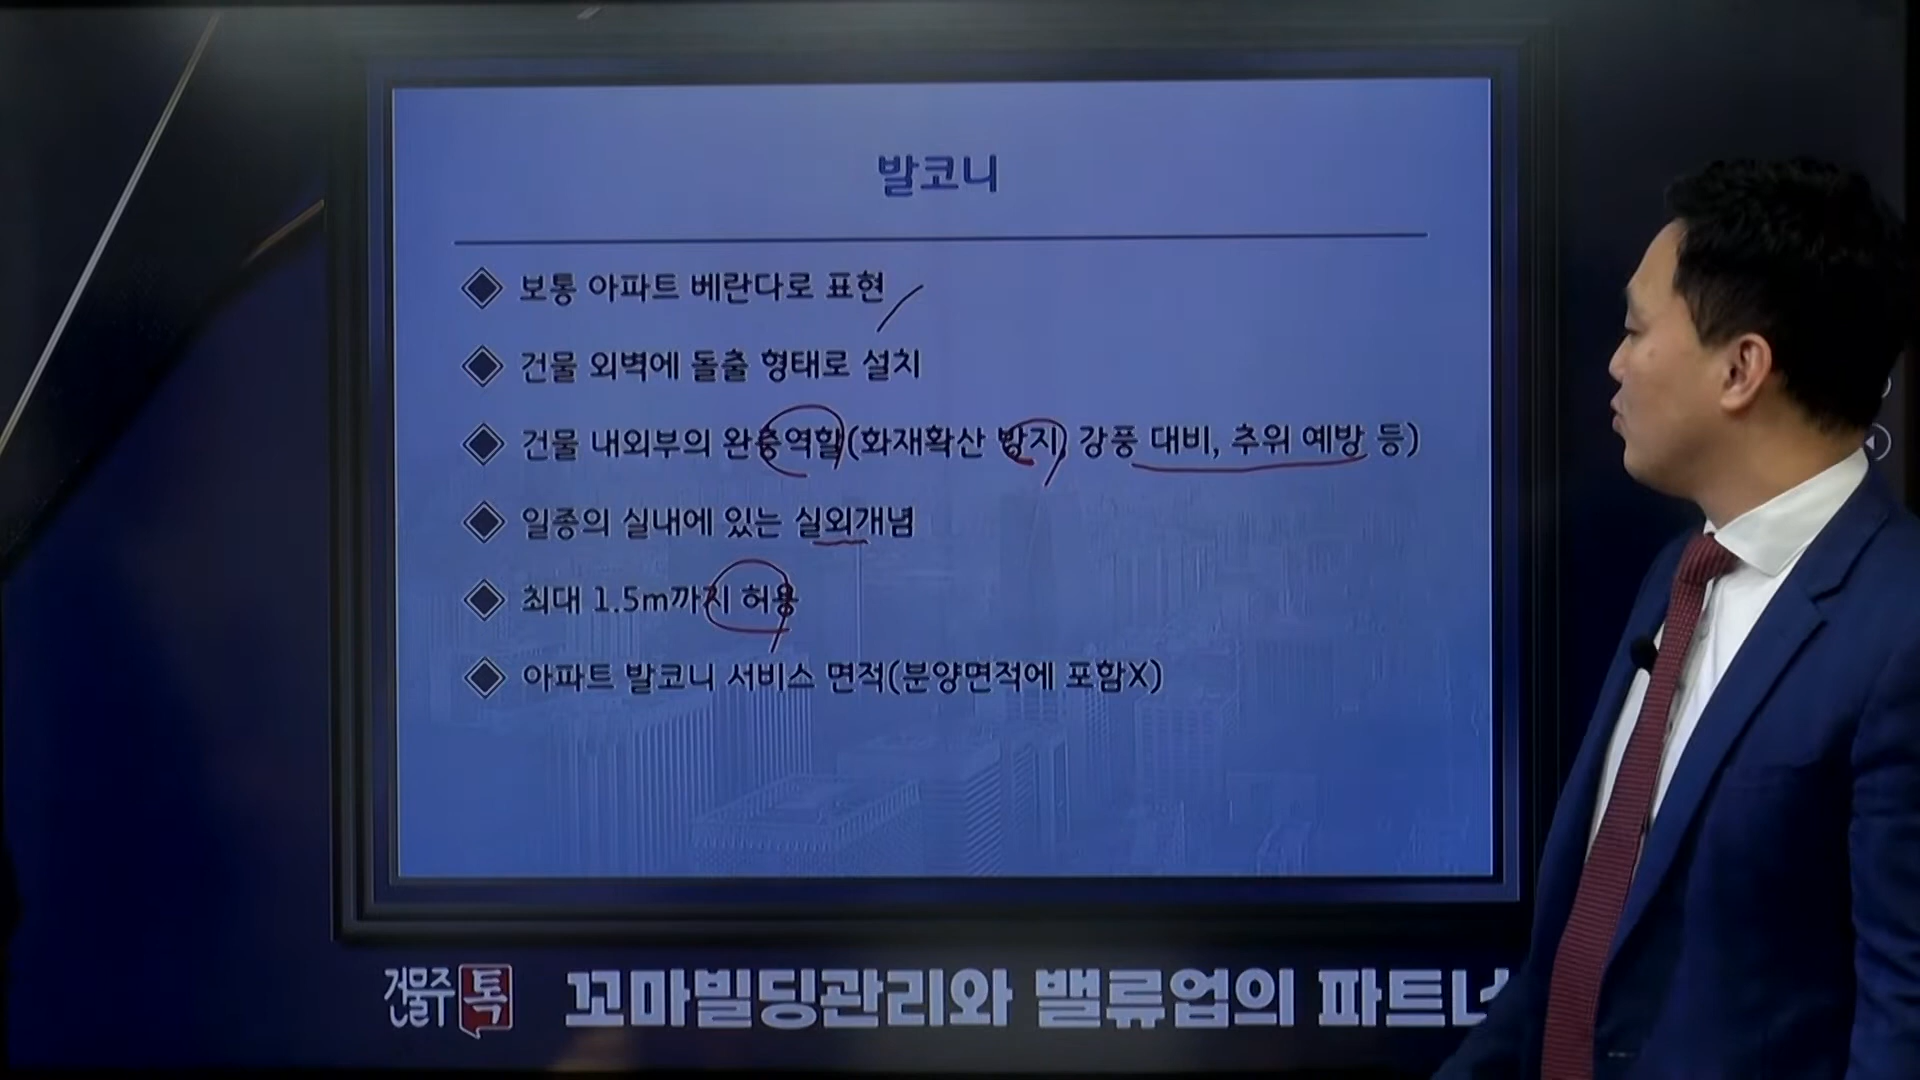 발코니
보통 아파트 베란다로 표현
건물 외벽에 돌출 형태로 설치
건물 내외부의 완충역할(화재확산 방지, 강풍 대비, 추위 예방 등)
일종의 실내에 있는 실외개념
최대 1.5m까지 허용
아파트 발코니 서비스 면적(분양면적에 포함X)
건물주톡 꼬마빌딩관리와 밸류업의 파트너